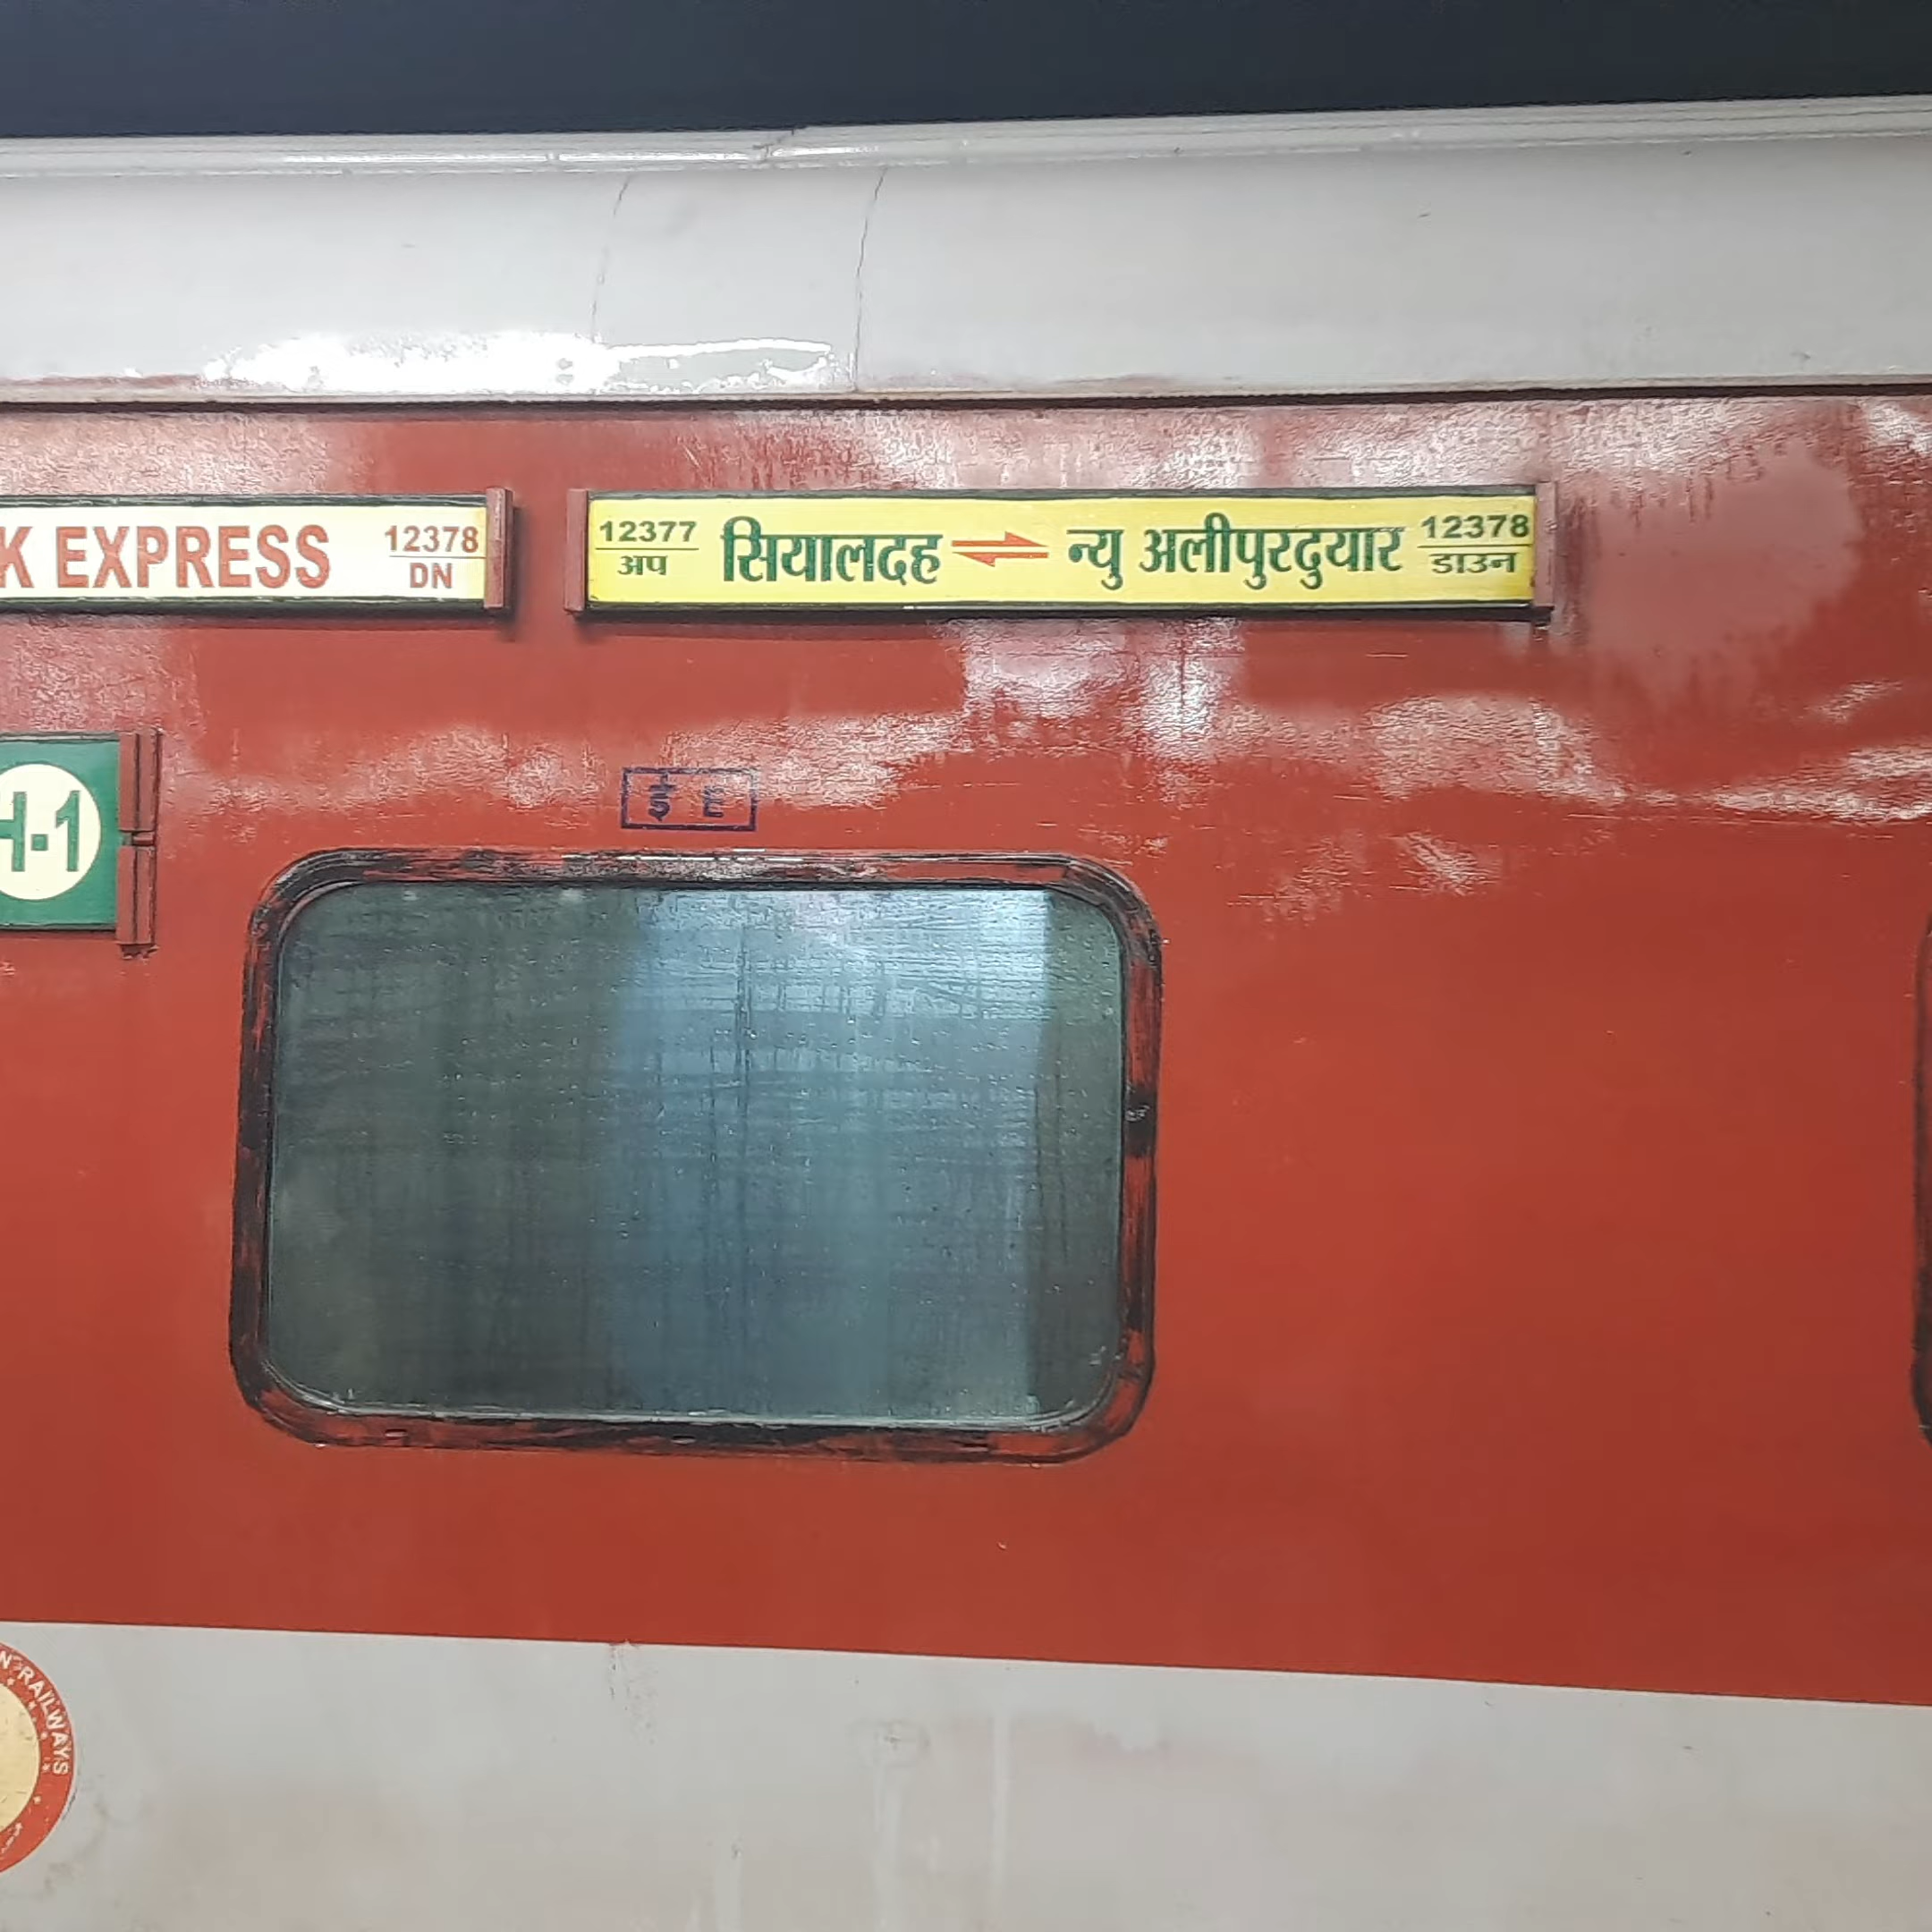 K EXPRESS
12378
DN
12377
अप
सियालदह ⇌ न्यु अलीपुरदुयार
12378
डाउन
H-1
ई E
N RAILWAYS